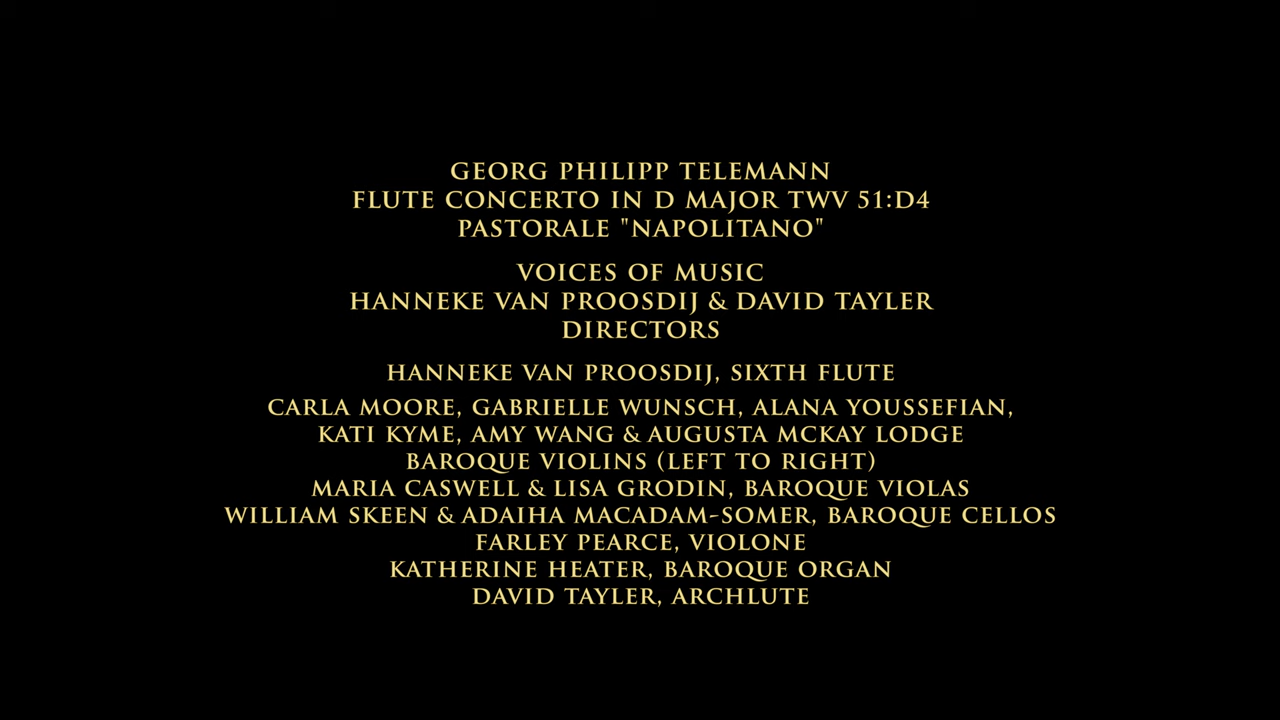 GEORG PHILIPP TELEMANN
FLUTE CONCERTO IN D MAJOR TWV 51:D4
PASTORALE "NAPOLITANO"
VOICES OF MUSIC
HANNEKE VAN PROOSDIJ & DAVID TAYLER
DIRECTORS
HANNEKE VAN PROOSDIJ, SIXTH FLUTE
CARLA MOORE, GABRIELLE WUNSCH, ALANA YOUSSEFIAN,
KATI KYME, AMY WANG & AUGUSTA MCKAY LODGE
BAROQUE VIOLINS (LEFT TO RIGHT)
MARIA CASWELL & LISA GRODIN, BAROQUE VIOLAS
WILLIAM SKEEN & ADAIHA MACADAM-SOMER, BAROQUE CELLOS
FARLEY PEARCE, VIOLONE
KATHERINE HEATER, BAROQUE ORGAN
DAVID TAYLER, ARCHLUTE